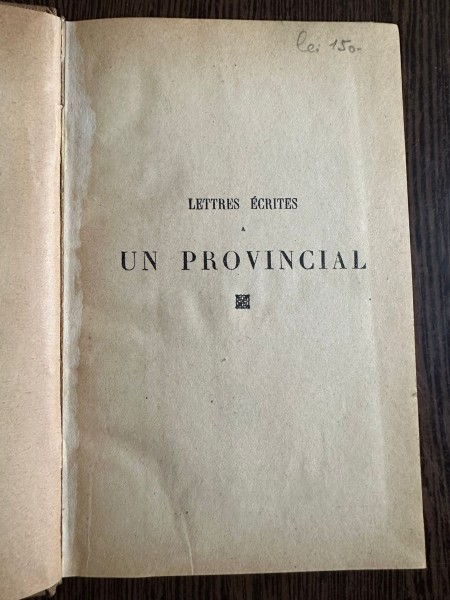 lei 150-
LETTRES ÉCRITES
A
UN PROVINCIAL